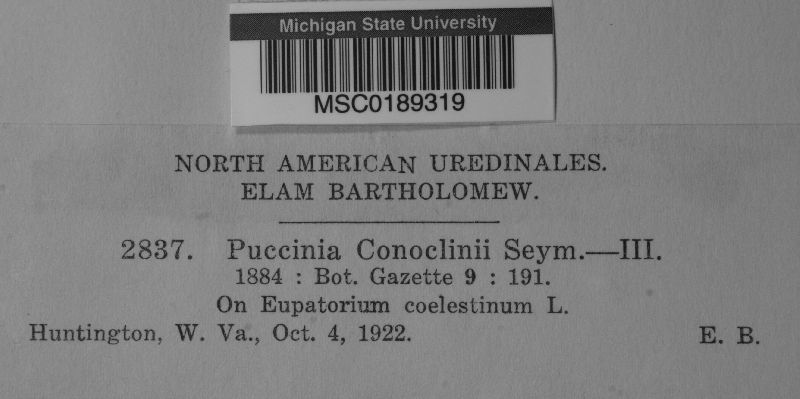 Michigan State University
MSC0189319
NORTH AMERICAN UREDINALES.
ELAM BARTHOLOMEW.
2837. Puccinia Conoclinii Seym.—III.
1884 : Bot. Gazette 9 : 191.
On Eupatorium coelestinum L.
Huntington, W. Va., Oct. 4, 1922. E. B.